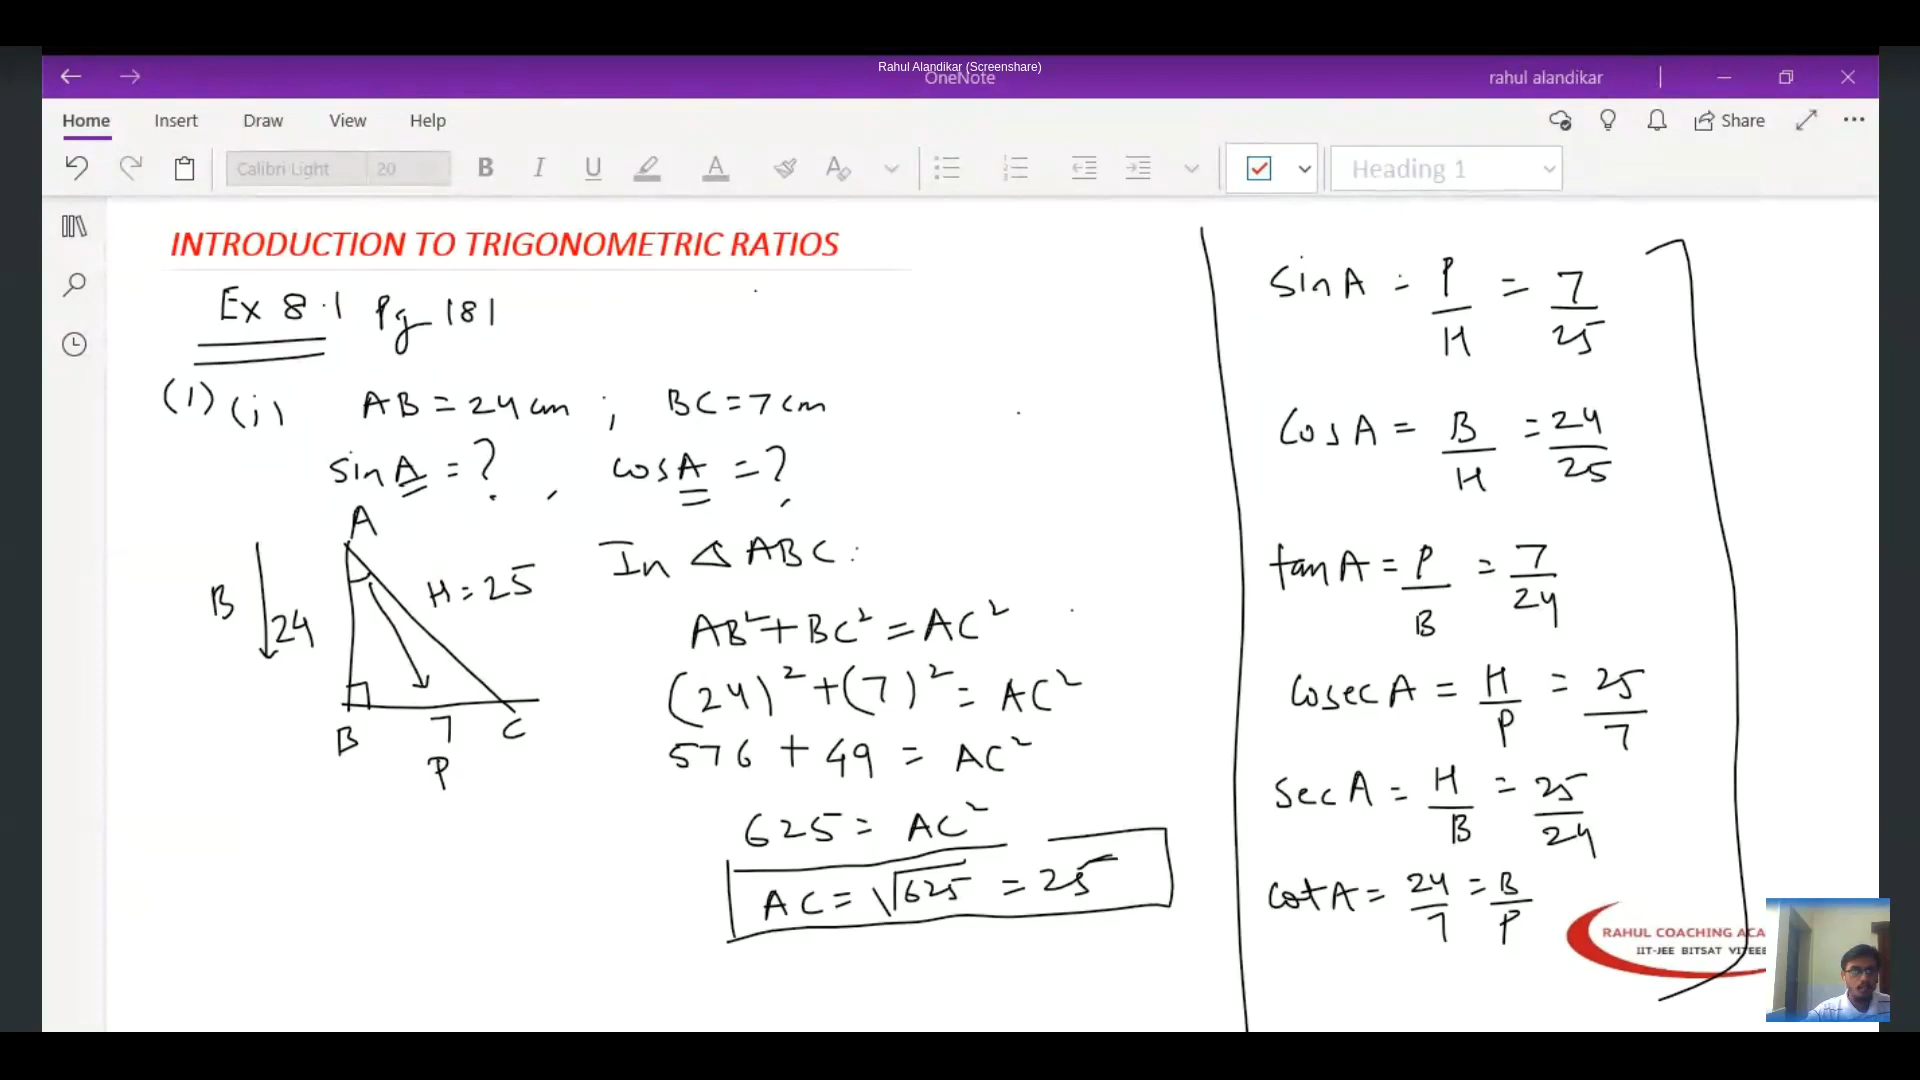 Rahul Alandikar (Screenshare)
OneNote
rahul alandikar
Home Insert Draw View Help
Share
Calibri Light 20 B I U A A Heading 1
INTRODUCTION TO TRIGONOMETRIC RATIOS
Ex 8.1 Pg 181
(1) (i) AB = 24 cm ; BC = 7 cm
sin A = ? , cos A = ?
A
B 24 H = 25
B 7 C
P
In △ ABC :
AB² + BC² = AC²
(24)² + (7)² = AC²
576 + 49 = AC²
625 = AC²
AC = √625 = 25
sin A = P/H = 7/25
cos A = B/H = 24/25
tan A = P/B = 7/24
cosec A = H/P = 25/7
sec A = H/B = 25/24
cot A = 24/7 = B/P
RAHUL COACHING ACA
IIT-JEE BITSAT VITEEE